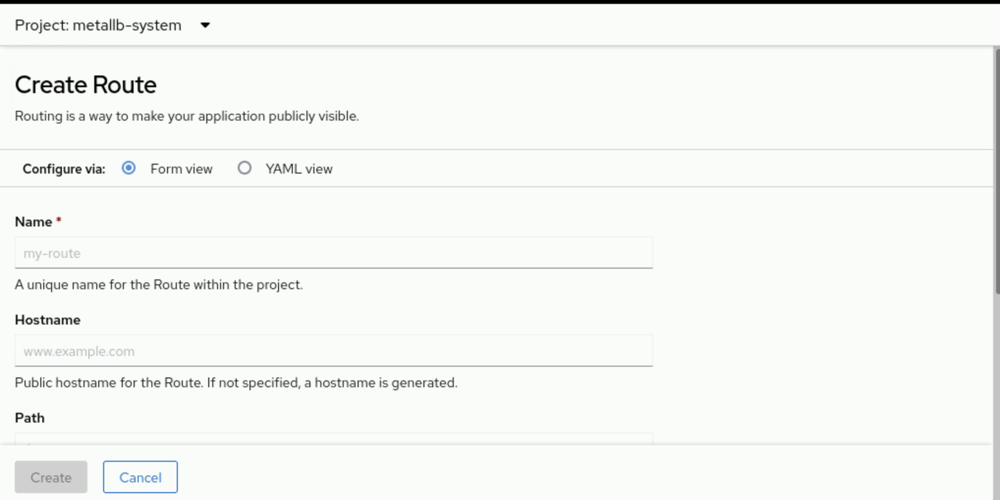 Project: metallb-system
Create Route
Routing is a way to make your application publicly visible.
Configure via: Form view YAML view
Name *
my-route
A unique name for the Route within the project.
Hostname
www.example.com
Public hostname for the Route. If not specified, a hostname is generated.
Path
Create Cancel